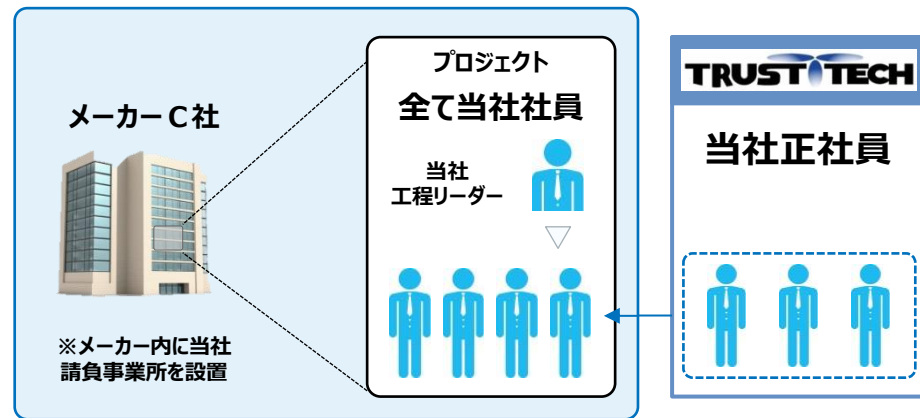 メーカーＣ社
※メーカー内に当社
請負事業所を設置
プロジェクト
全て当社社員
当社
工程リーダー
TRUST TECH
当社正社員